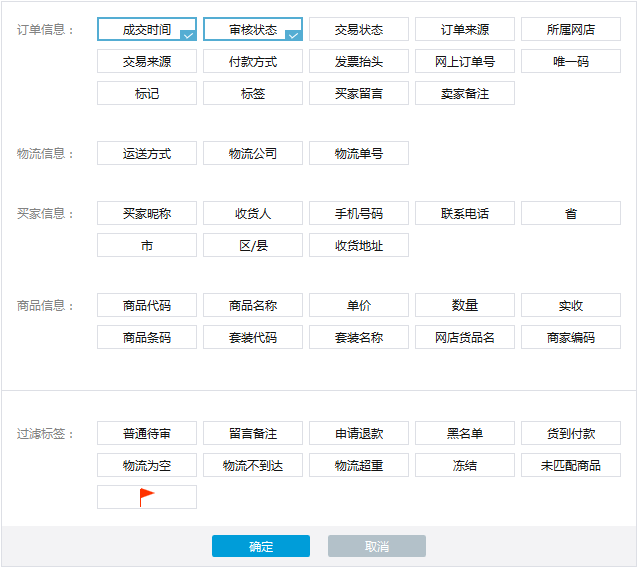 订单信息： 成交时间 审核状态 交易状态 订单来源 所属网店
交易来源 付款方式 发票抬头 网上订单号 唯一码
标记 标签 买家留言 卖家备注
物流信息： 运送方式 物流公司 物流单号
买家信息： 买家昵称 收货人 手机号码 联系电话 省
市 区/县 收货地址
商品信息： 商品代码 商品名称 单价 数量 实收
商品条码 套装代码 套装名称 网店货品名 商家编码
过滤标签： 普通待审 留言备注 申请退款 黑名单 货到付款
物流为空 物流不到达 物流超重 冻结 未匹配商品
确定 取消